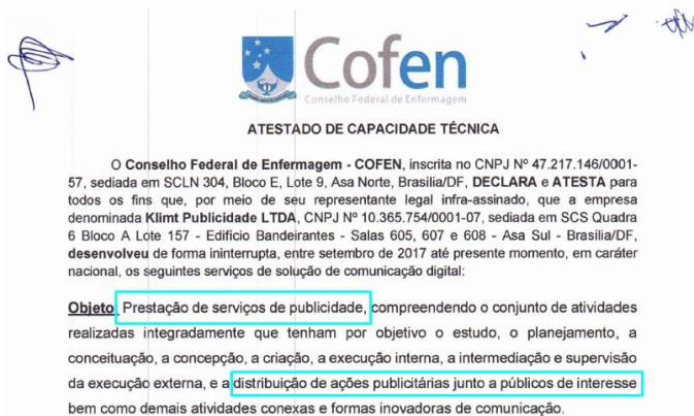 Cofen
Conselho Federal de Enfermagem
ATESTADO DE CAPACIDADE TÉCNICA
O Conselho Federal de Enfermagem - COFEN, inscrita no CNPJ Nº 47.217.146/0001-
57, sediada em SCLN 304, Bloco E, Lote 9, Asa Norte, Brasília/DF, DECLARA e ATESTA para
todos os fins que, por meio de seu representante legal infra-assinado, que a empresa
denominada Klimt Publicidade LTDA, CNPJ Nº 10.365.754/0001-07, sediada em SCS Quadra
6 Bloco A Lote 157 - Edifício Bandeirantes - Salas 605, 607 e 608 - Asa Sul - Brasília/DF,
desenvolveu de forma ininterrupta, entre setembro de 2017 até presente momento, em caráter
nacional, os seguintes serviços de solução de comunicação digital:
Objeto Prestação de serviços de publicidade, compreendendo o conjunto de atividades
realizadas integradamente que tenham por objetivo o estudo, o planejamento, a
conceituação, a concepção, a criação, a execução interna, a intermediação e supervisão
da execução externa, e a distribuição de ações publicitárias junto a públicos de interesse
bem como demais atividades conexas e formas inovadoras de comunicação.